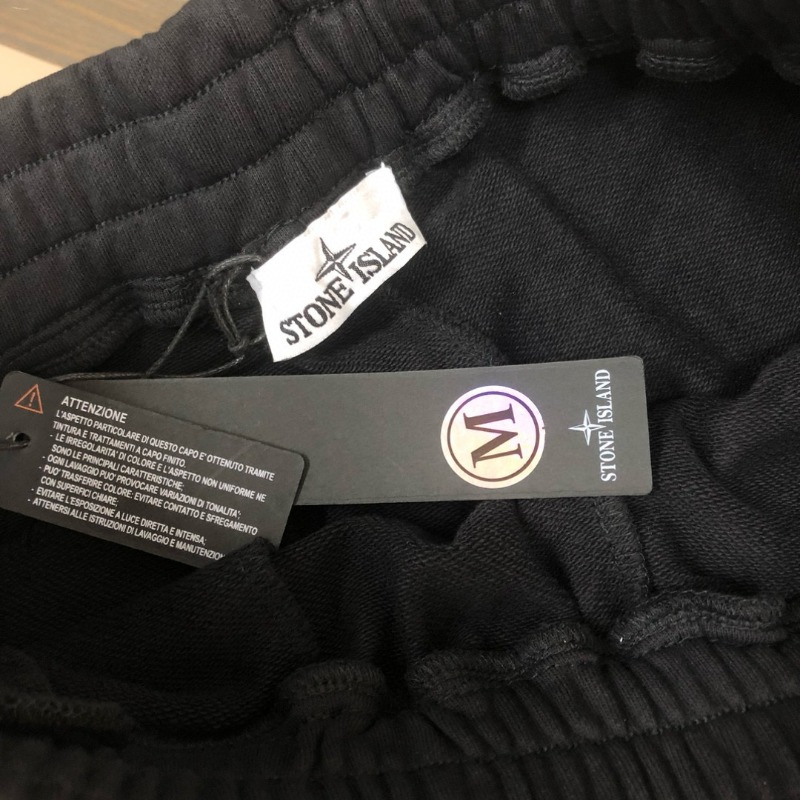 STONE ISLAND
ATTENZIONE
L'ASPETTO PARTICOLARE DI QUESTO CAPO E' OTTENUTO TRAMITE
TINTURA E TRATTAMENTI A CAPO FINITO.
- LE IRREGOLARITA' DI COLORE E L'ASPETTO NON UNIFORME NE
SONO LE PRINCIPALI CARATTERISTICHE:
- OGNI LAVAGGIO PUO' PROVOCARE VARIAZIONI DI TONALITA';
- PUO' TRASFERIRE COLORE: EVITARE CONTATTO E SFREGAMENTO
CON SUPERFICI CHIARE;
- EVITARE L'ESPOSIZIONE A LUCE DIRETTA E INTENSA;
- ATTENERSI ALLE ISTRUZIONI DI LAVAGGIO E MANUTENZION
M
STONE ISLAND